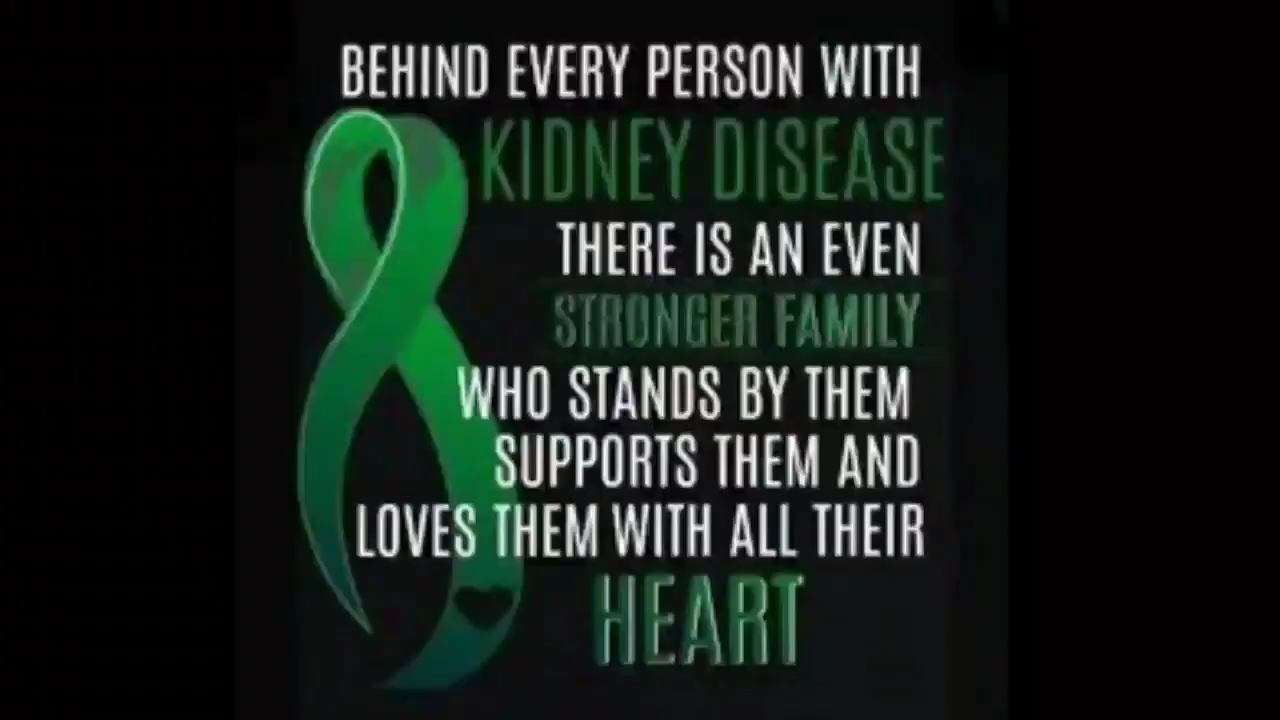 BEHIND EVERY PERSON WITH
KIDNEY DISEASE
THERE IS AN EVEN
STRONGER FAMILY
WHO STANDS BY THEM
SUPPORTS THEM AND
LOVES THEM WITH ALL THEIR
HEART